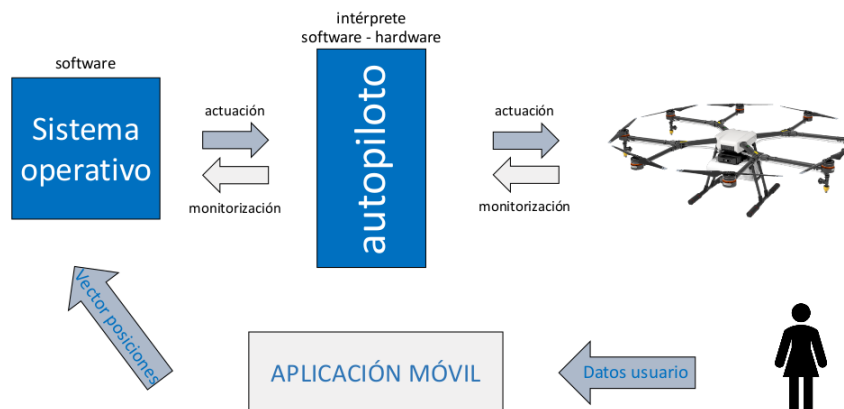 intérprete
software - hardware
software
Sistema
operativo
actuación
monitorización
autopiloto
actuación
monitorización
Vector posiciones
APLICACIÓN MÓVIL
Datos usuario